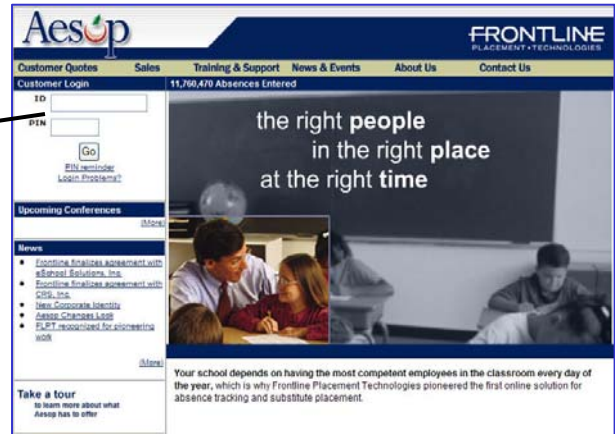 Aesop
FRONTLINE
PLACEMENT•TECHNOLOGIES
Customer Quotes Sales Training & Support News & Events About Us Contact Us
Customer Login 11,760,470 Absences Entered
ID
PIN
Go
PIN reminder
Login Problems?
the right people
in the right place
at the right time
Upcoming Conferences
(More)
News
Frontline finalizes agreement with
eSchool Solutions, Inc.
Frontline finalizes agreement with
CRS, Inc.
New Corporate Identity
Aesop Changes Look
FLPT recognized for pioneering
work
(More)
Take a tour
to learn more about what
Aesop has to offer
Your school depends on having the most competent employees in the classroom every day of
the year, which is why Frontline Placement Technologies pioneered the first online solution for
absence tracking and substitute placement.